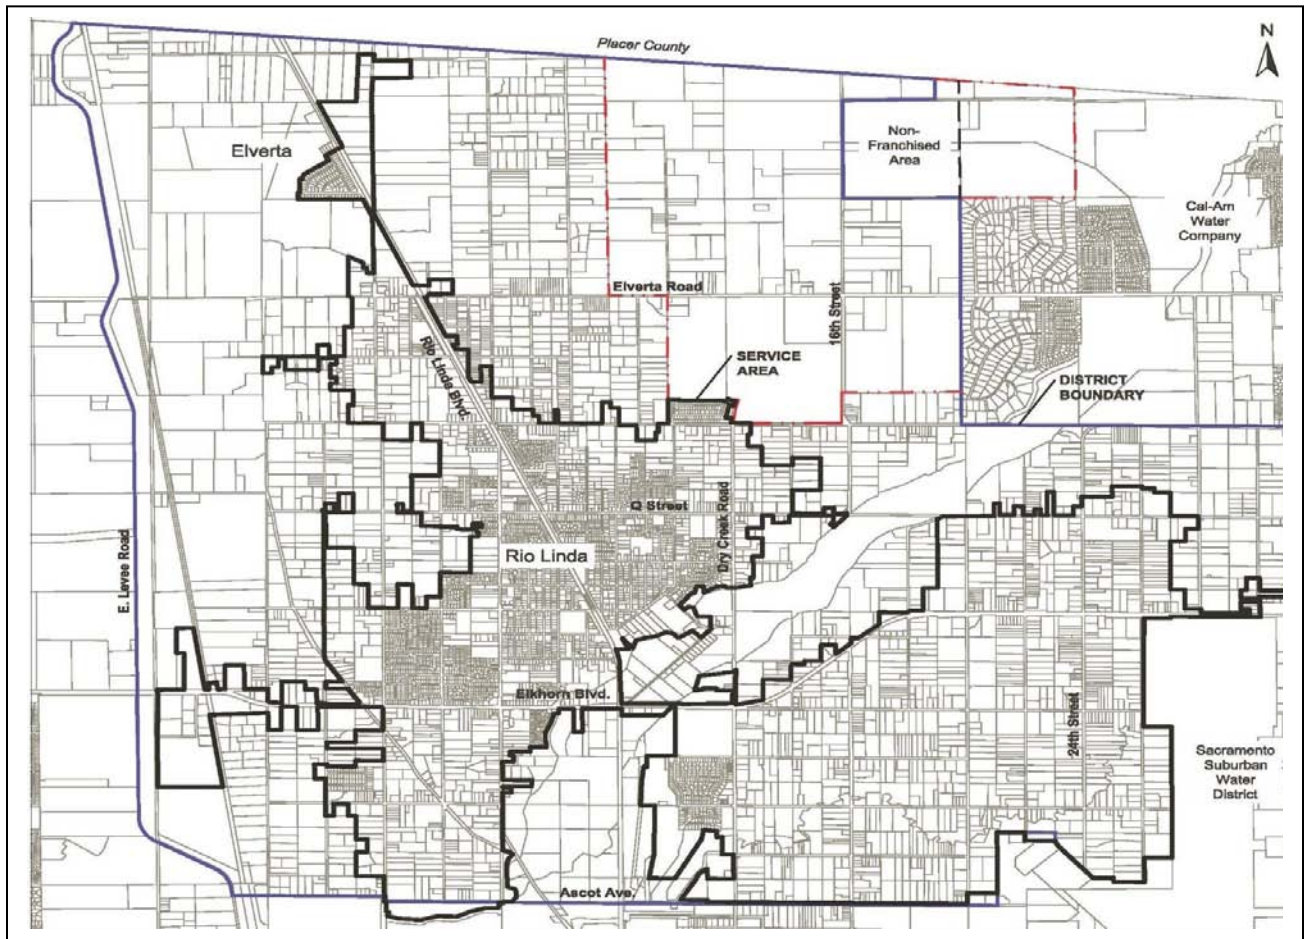 Placer County
N
Elverta
Non-
Franchised
Area
Cal-Am
Water
Company
Elverta Road
16th Street
Rio Linda Blvd.
SERVICE
AREA
DISTRICT
BOUNDARY
Q Street
Dry Creek Road
Rio Linda
E. Levee Road
Elkhorn Blvd.
24th Street
Sacramento
Suburban
Water
District
Ascot Ave.